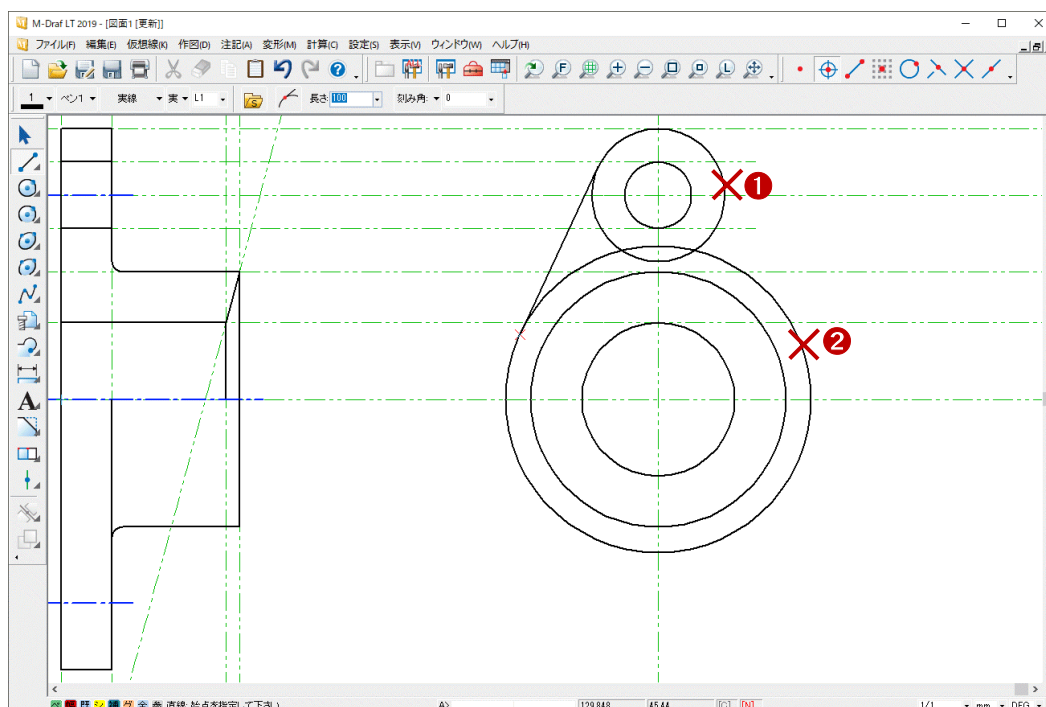 M-Draf LT 2019 - [図面1 [更新]]
ファイル(F) 編集(E) 仮想線(K) 作図(D) 注記(A) 変形(M) 計算(C) 設定(S) 表示(V) ウィンドウ(W) ヘルプ(H)
1 ペン1 実線 実 L1 長さ: 100 刻み角: 0
1
2
A
直線: 始点を指定して下さい) A> 129.848 45.44 [G] [N] 1/1 mm DEG